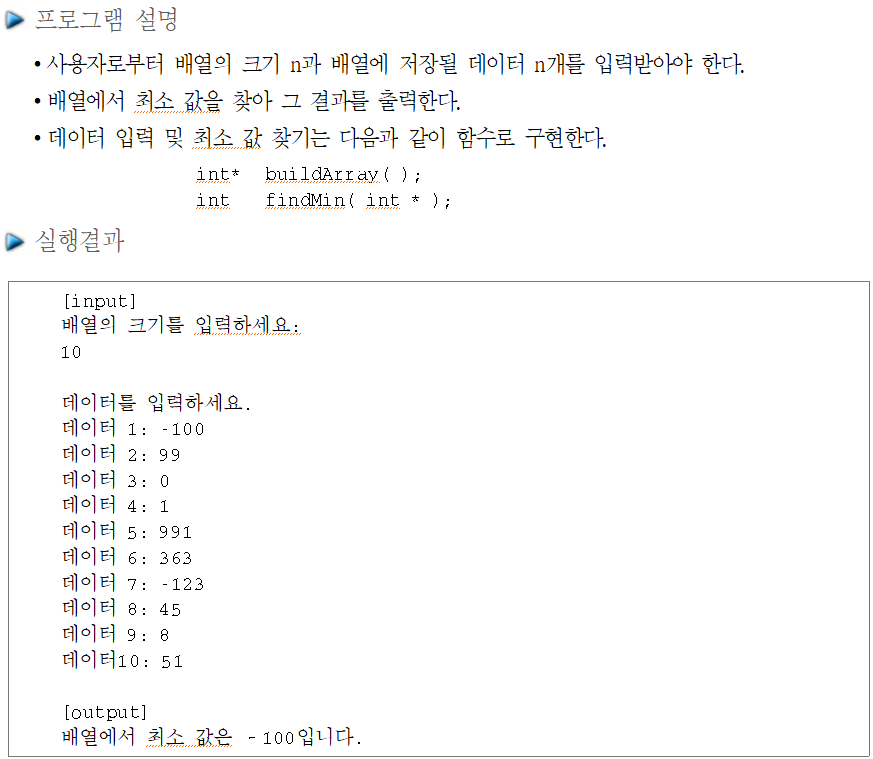 프로그램 설명
• 사용자로부터 배열의 크기 n과 배열에 저장될 데이터 n개를 입력받아야 한다.
• 배열에서 최소 값을 찾아 그 결과를 출력한다.
• 데이터 입력 및 최소 값 찾기는 다음과 같이 함수로 구현한다.
int* buildArray( );
int findMin( int * );
실행결과
[input]
배열의 크기를 입력하세요:
10
데이터를 입력하세요.
데이터 1: -100
데이터 2: 99
데이터 3: 0
데이터 4: 1
데이터 5: 991
데이터 6: 363
데이터 7: -123
데이터 8: 45
데이터 9: 8
데이터10: 51
[output]
배열에서 최소 값은 -100입니다.